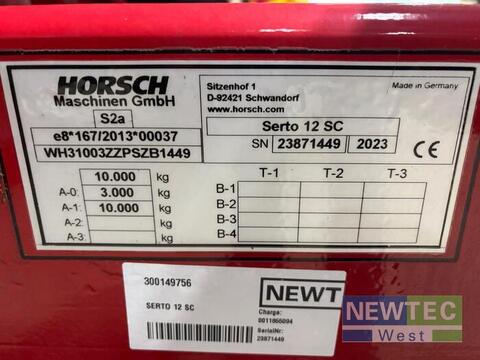 HORSCH
Maschinen GmbH
Sitzenhof 1
D-92421 Schwandorf
www.horsch.com
Made in Germany
S2a
e8*167/2013*00037
WH31003ZZPSZB1449
Serto 12 SC
SN 23871449 2023
CE
10.000 kg
A-0: 3.000 kg
A-1: 10.000 kg
A-2: kg
A-3: kg
T-1 T-2 T-3
B-1
B-2
B-3
B-4
300149756
SERTO 12 SC
NEWT
Charge:
0011655094
SerialNr:
23871449
NEWTEC
West